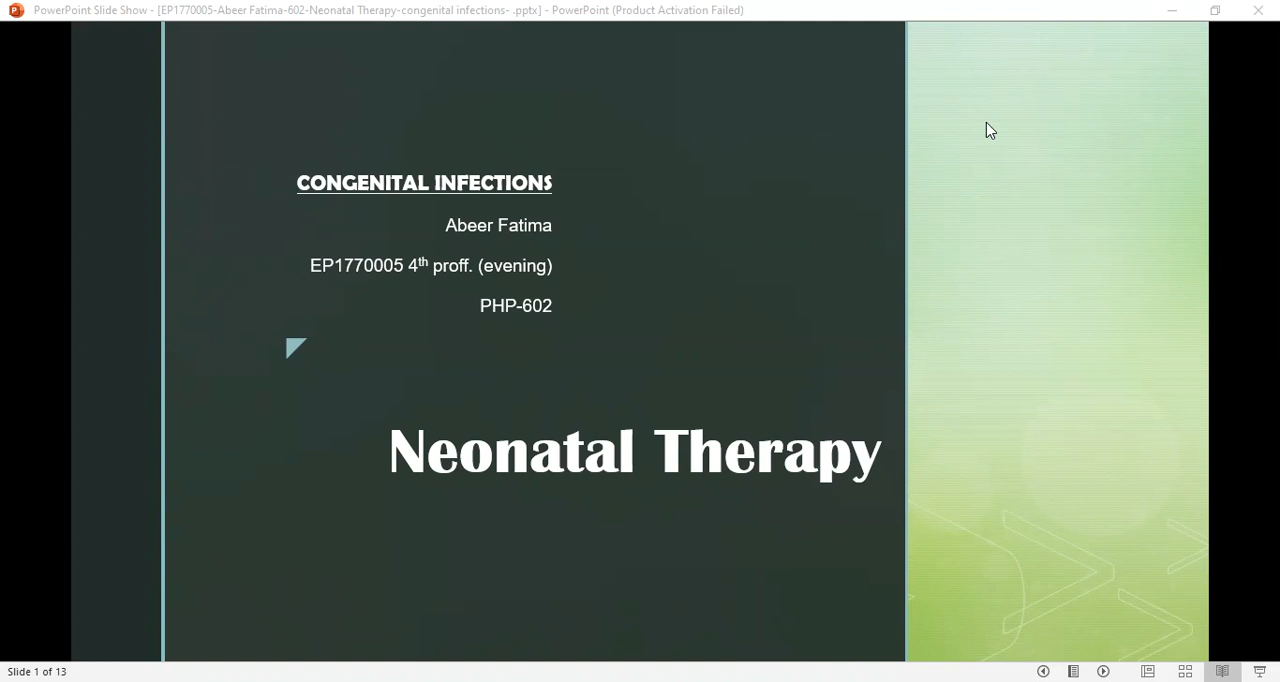 PowerPoint Slide Show - [EP1770005-Abeer Fatima-602-Neonatal Therapy-congenital infections- .pptx] - PowerPoint (Product Activation Failed)
CONGENITAL INFECTIONS
Abeer Fatima
EP1770005 4th proff. (evening)
PHP-602
Neonatal Therapy
Slide 1 of 13